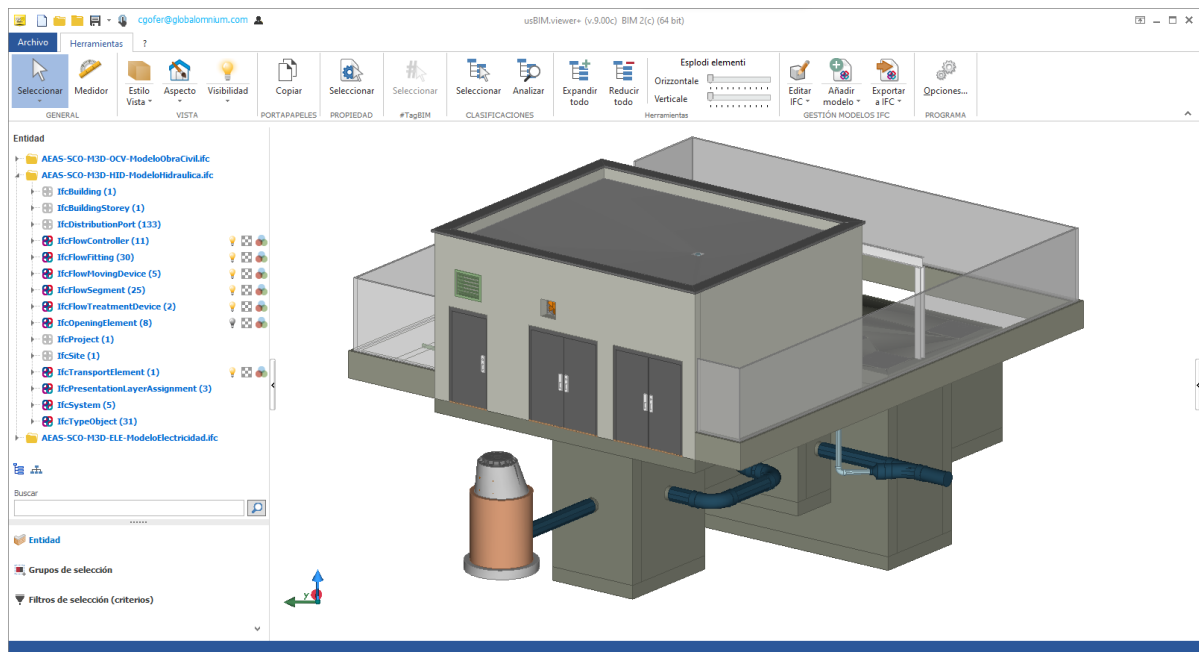 cgofer@globalomnium.com
usBIM.viewer+ (v.9.00c) BIM 2(c) (64 bit)
Archivo
Herramientas
?
Seleccionar
Medidor
Estilo Vista
Aspecto
Visibilidad
Copiar
Seleccionar
#
Seleccionar
Seleccionar
Analizar
Expandir todo
Reducir todo
Esplodi elementi
Orizzontale
Verticale
Editar IFC
Añadir modelo
Exportar a IFC
Opciones...
GENERAL
VISTA
PORTAPAPELES
PROPIEDAD
#TagBIM
CLASIFICACIONES
Herramientas
GESTIÓN MODELOS IFC
PROGRAMA
Entidad
AEAS-SCO-M3D-OCV-ModeloObraCivil.ifc
AEAS-SCO-M3D-HID-ModeloHidraulica.ifc
IfcBuilding (1)
IfcBuildingStorey (1)
IfcDistributionPort (133)
IfcFlowController (11)
IfcFlowFitting (30)
IfcFlowMovingDevice (5)
IfcFlowSegment (25)
IfcFlowTreatmentDevice (2)
IfcOpeningElement (8)
IfcProject (1)
IfcSite (1)
IfcTransportElement (1)
IfcPresentationLayerAssignment (3)
IfcSystem (5)
IfcTypeObject (31)
AEAS-SCO-M3D-ELE-ModeloElectricidad.ifc
Buscar
Entidad
Grupos de selección
Filtros de selección (criterios)
y